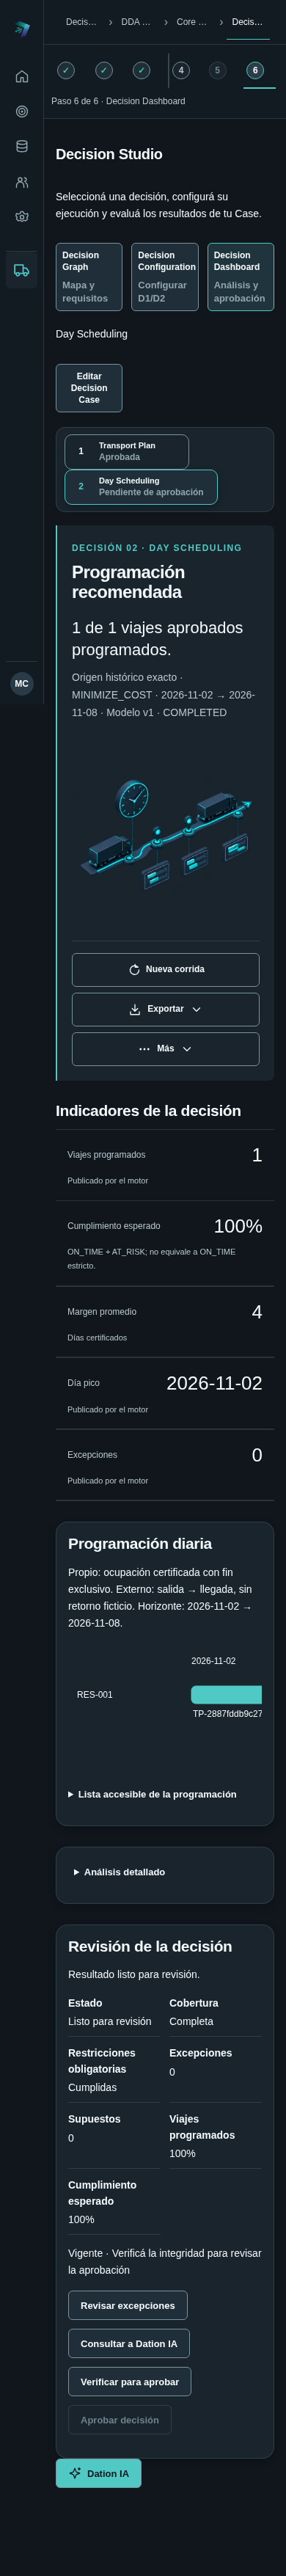 Decis…
DDA …
Core …
Decis…
4
5
6
Paso 6 de 6 · Decision Dashboard
Decision Studio
Seleccioná una decisión, configurá su
ejecución y evaluá los resultados de tu Case.
Decision
Graph
Mapa y
requisitos
Decision
Configuration
Configurar
D1/D2
Decision
Dashboard
Análisis y
aprobación
Day Scheduling
Editar
Decision
Case
1
Transport Plan
Aprobada
2
Day Scheduling
Pendiente de aprobación
DECISIÓN 02 · DAY SCHEDULING
Programación
recomendada
1 de 1 viajes aprobados
programados.
Origen histórico exacto ·
MINIMIZE_COST · 2026-11-02 → 2026-
11-08 · Modelo v1 · COMPLETED
MC
Nueva corrida
Exportar
Más
Indicadores de la decisión
Viajes programados
1
Publicado por el motor
Cumplimiento esperado
100%
ON_TIME + AT_RISK; no equivale a ON_TIME
estricto.
Margen promedio
4
Días certificados
Día pico
2026-11-02
Publicado por el motor
Excepciones
0
Publicado por el motor
Programación diaria
Propio: ocupación certificada con fin
exclusivo. Externo: salida → llegada, sin
retorno ficticio. Horizonte: 2026-11-02 →
2026-11-08.
2026-11-02
RES-001
TP-2887fddb9c27
Lista accesible de la programación
Análisis detallado
Revisión de la decisión
Resultado listo para revisión.
Estado
Listo para revisión
Cobertura
Completa
Restricciones
obligatorias
Cumplidas
Excepciones
0
Supuestos
0
Viajes
programados
100%
Cumplimiento
esperado
100%
Vigente · Verificá la integridad para revisar
la aprobación
Revisar excepciones
Consultar a Dation IA
Verificar para aprobar
Aprobar decisión
Dation IA